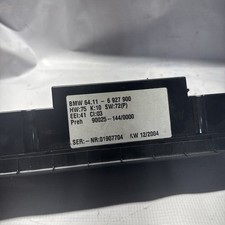 BMW 64.11 - 6 927 900
HW:75 K:18 SW:72(P)
EEI:41 CI:03
Preh 90025-144/0000
SER:-NR:01907704 KW 12/2004